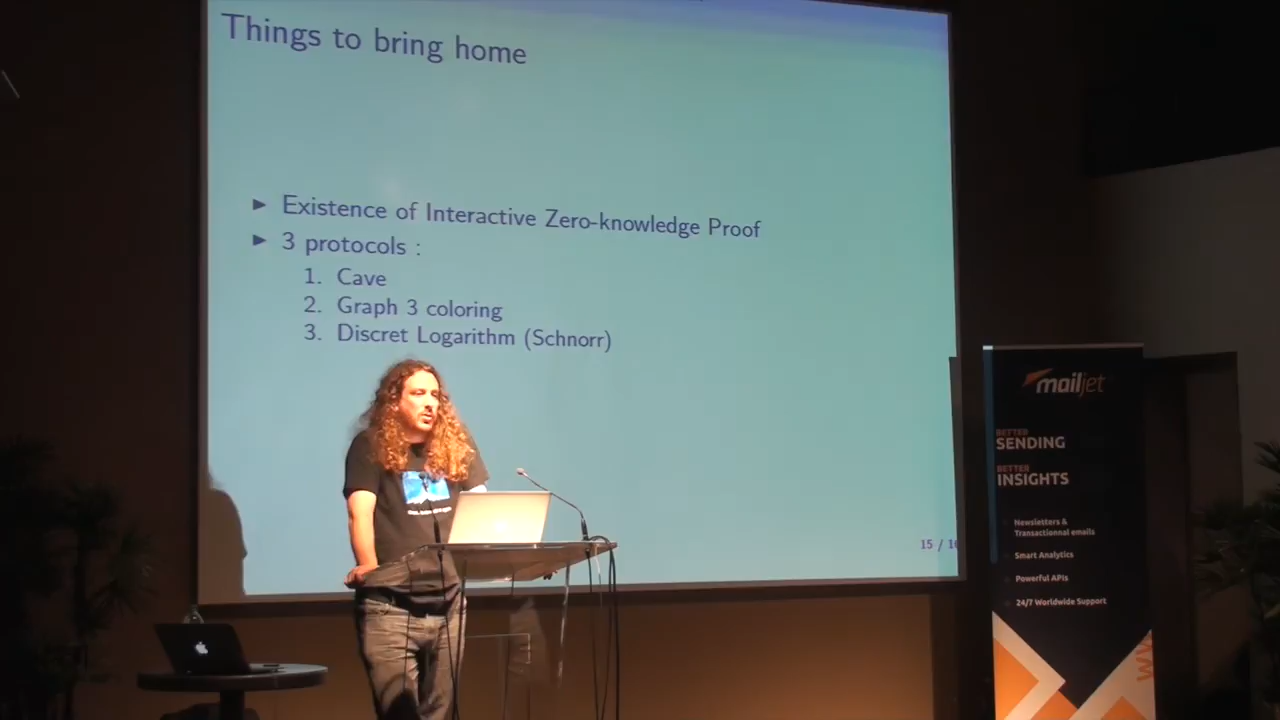 Things to bring home
► Existence of Interactive Zero-knowledge Proof
► 3 protocols :
1. Cave
2. Graph 3 coloring
3. Discret Logarithm (Schnorr)
15 /
mailjet
BETTER
SENDING
BETTER
INSIGHTS
Newsletters &
Transactionnal emails
Smart Analytics
Powerful APIs
24/7 Worldwide Support